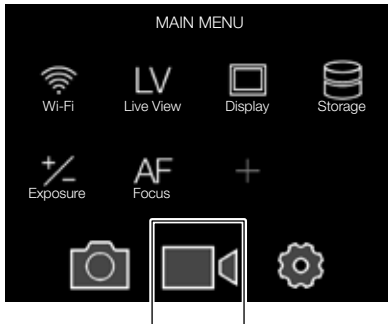 MAIN MENU
LV
Wi-Fi Live View Display Storage
+/- AF +
Exposure Focus